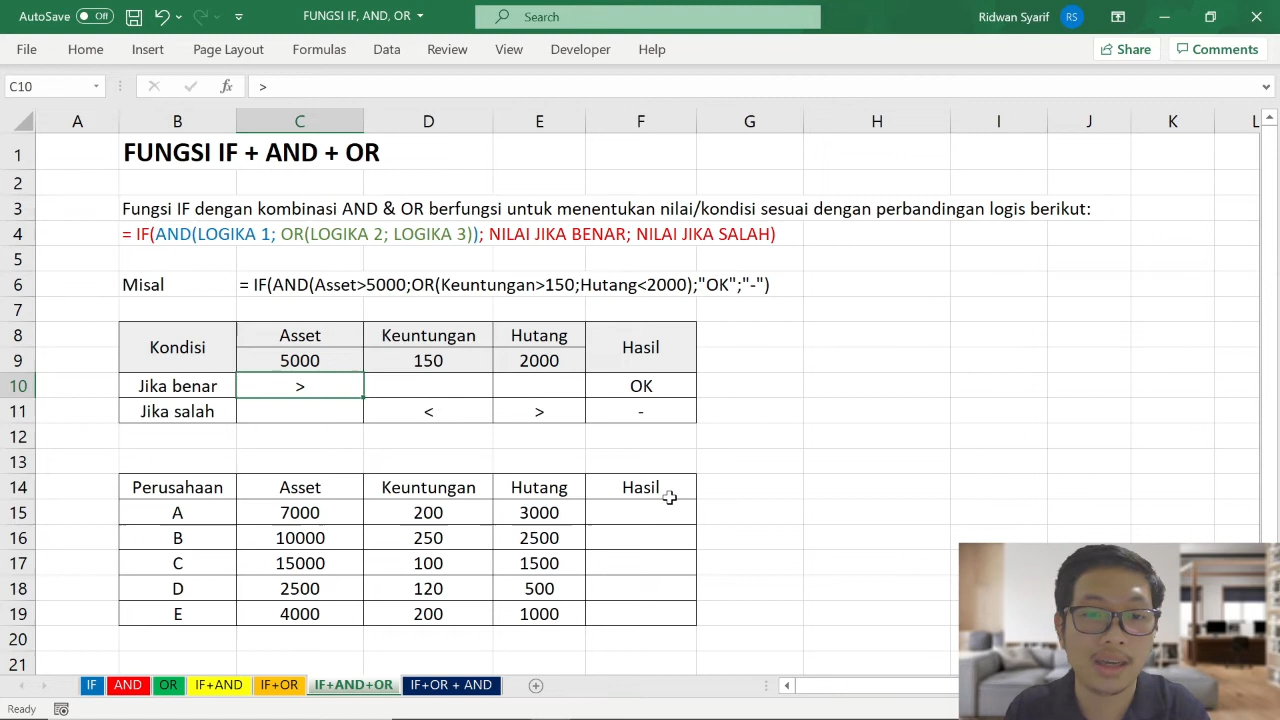 AutoSave Off
FUNGSI IF, AND, OR
Search
Ridwan Syarif RS
File Home Insert Page Layout Formulas Data Review View Developer Help Share Comments
C10 fx >
A B C D E F G H I J K L
1 FUNGSI IF + AND + OR
2
3 Fungsi IF dengan kombinasi AND & OR berfungsi untuk menentukan nilai/kondisi sesuai dengan perbandingan logis berikut:
4 = IF(AND(LOGIKA 1; OR(LOGIKA 2; LOGIKA 3)); NILAI JIKA BENAR; NILAI JIKA SALAH)
5
6 Misal = IF(AND(Asset>5000;OR(Keuntungan>150;Hutang<2000);"OK";"-")
7
8 Kondisi Asset Keuntungan Hutang Hasil
9 5000 150 2000
10 Jika benar > OK
11 Jika salah < > -
12
13
14 Perusahaan Asset Keuntungan Hutang Hasil
15 A 7000 200 3000
16 B 10000 250 2500
17 C 15000 100 1500
18 D 2500 120 500
19 E 4000 200 1000
20
21
IF AND OR IF+AND IF+OR IF+AND+OR IF+OR + AND
Ready